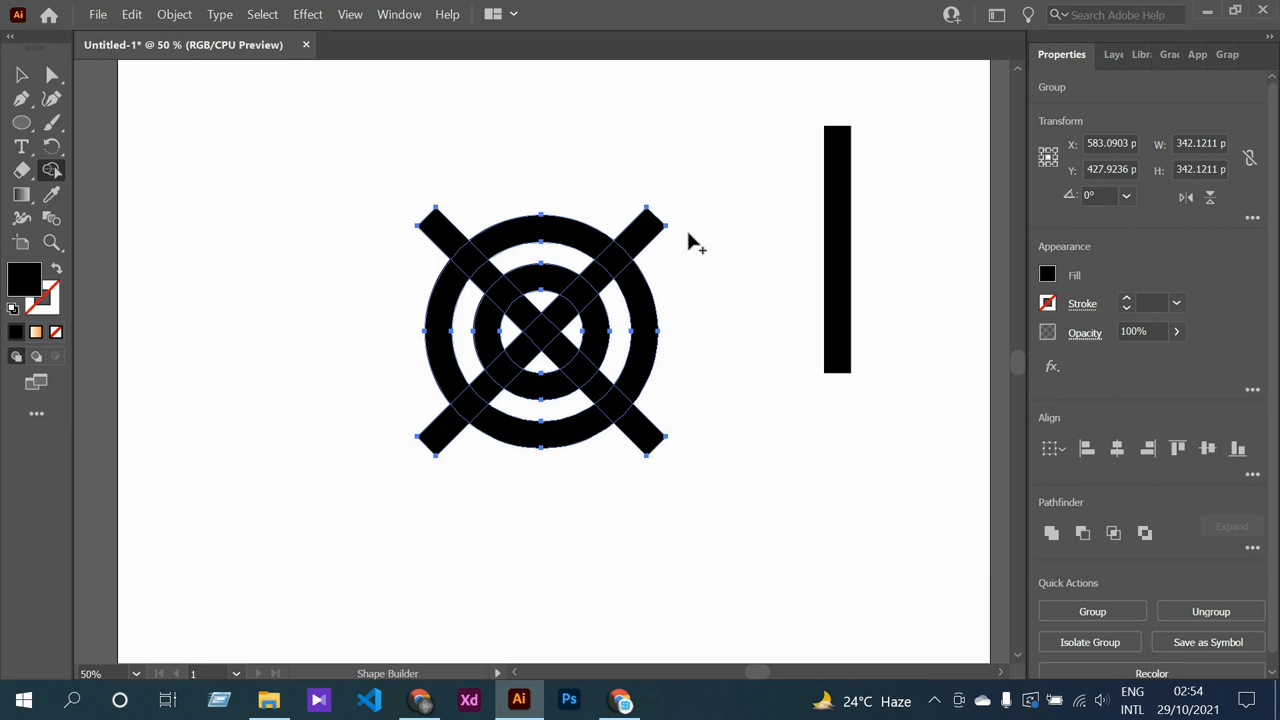 Ai File Edit Object Type Select Effect View Window Help Search Adobe Help
Untitled-1* @ 50 % (RGB/CPU Preview)
Properties Laye Libra Grad App Grap
Group
Transform
X: 583.0903 p W: 342.1211 p
Y: 427.9236 p H: 342.1211 p
0°
Appearance
Fill
Stroke
Opacity 100%
fx.
Align
Pathfinder
Expand
Quick Actions
Group Ungroup
Isolate Group Save as Symbol
Recolor
50% 1 Shape Builder
Xd Ai Ps 24°C Haze ENG 02:54
INTL 29/10/2021